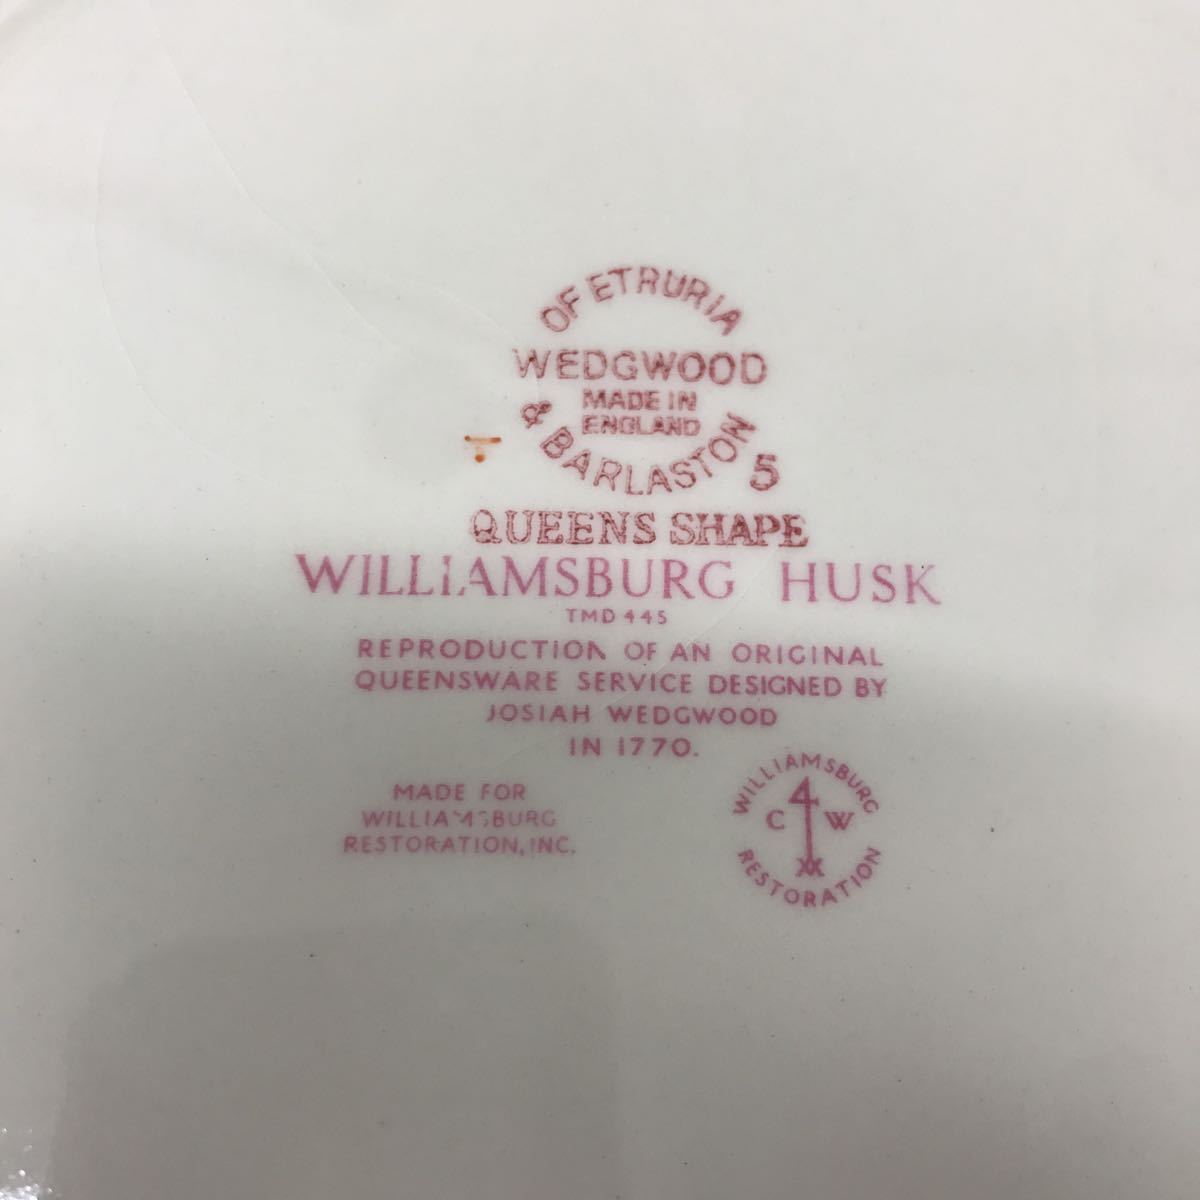 OF ETRURIA
WEDGWOOD
MADE IN
ENGLAND
& BARLASTON
5
QUEENS SHAPE
WILLIAMSBURG HUSK
TMD 445
REPRODUCTION OF AN ORIGINAL
QUEENSWARE SERVICE DESIGNED BY
JOSIAH WEDGWOOD
IN 1770.
MADE FOR
WILLIAMSBURG
RESTORATION, INC.
WILLIAMSBURG
C W
RESTORATION